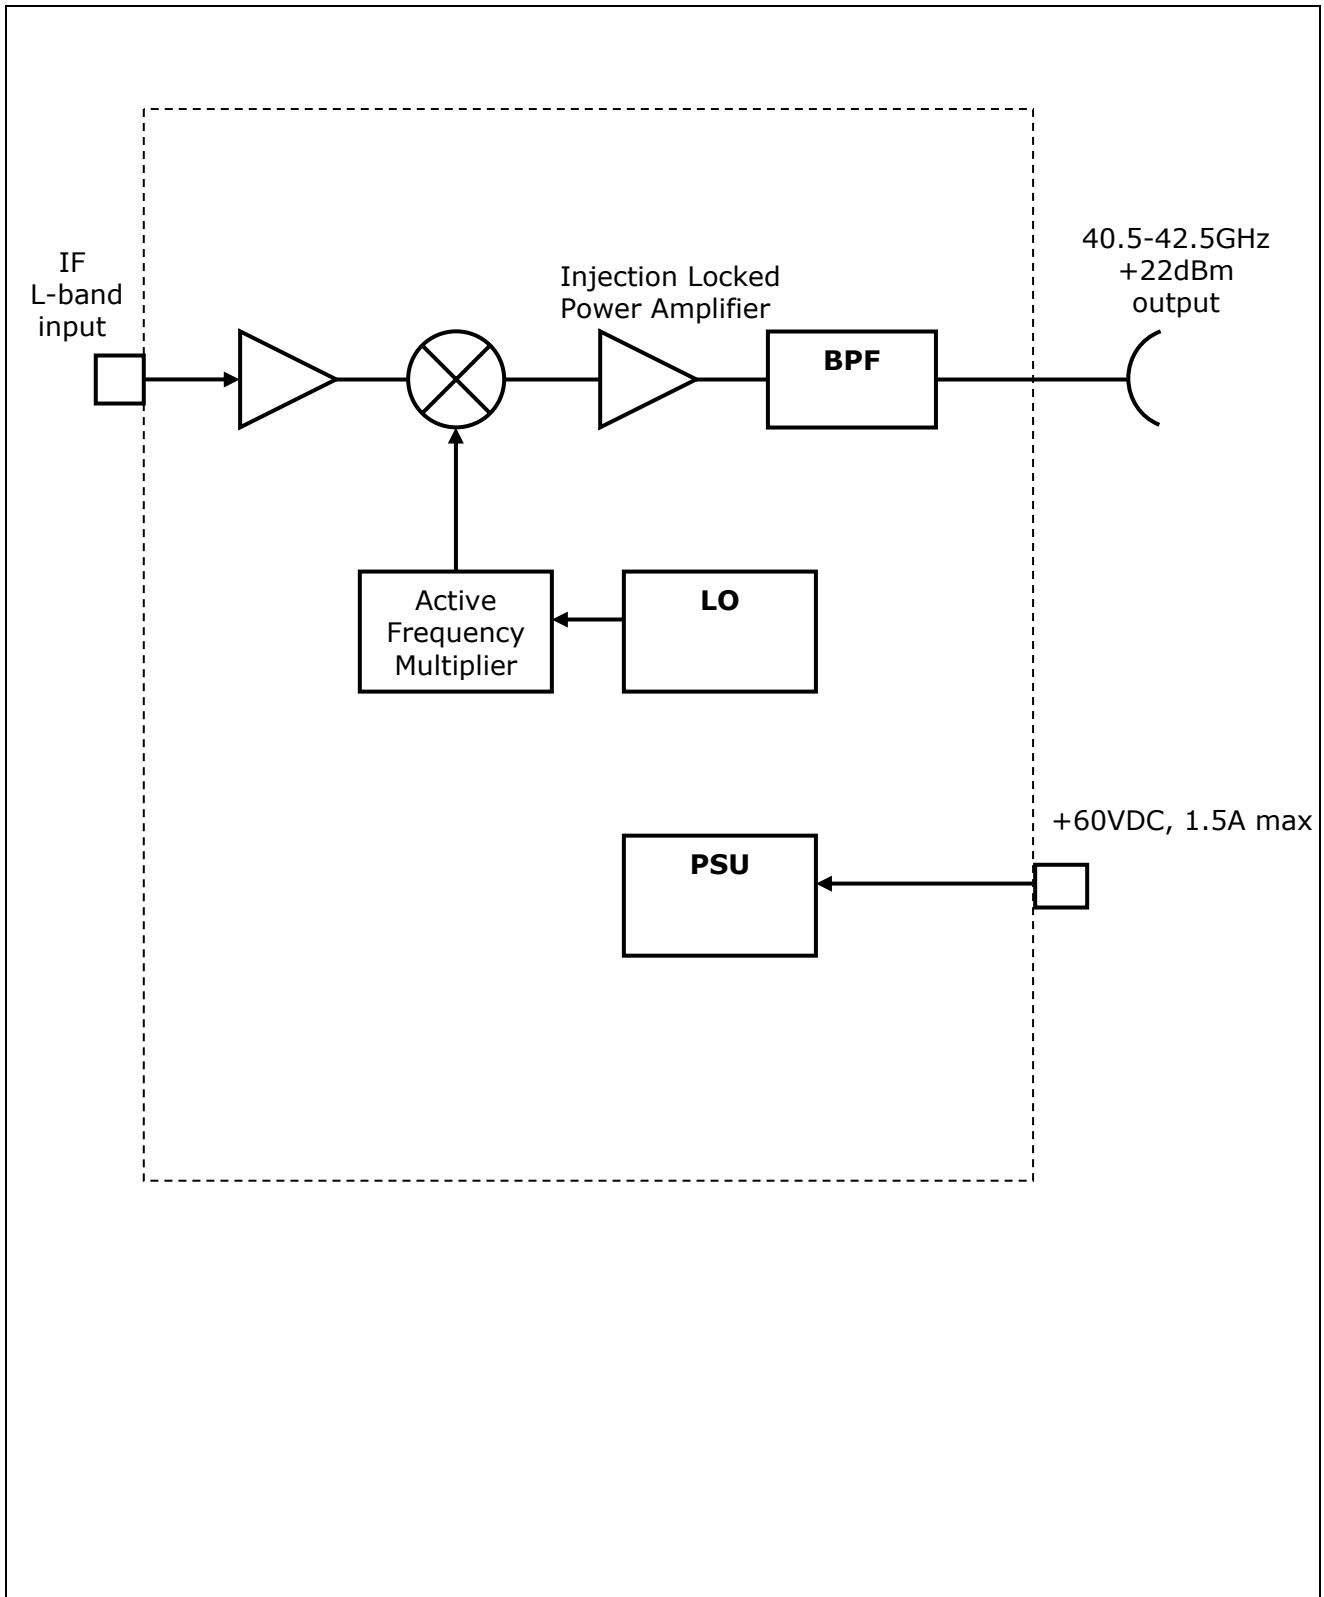 IF
L-band
input
Injection Locked
Power Amplifier
BPF
40.5-42.5GHz
+22dBm
output
Active
Frequency
Multiplier
LO
+60VDC, 1.5A max
PSU